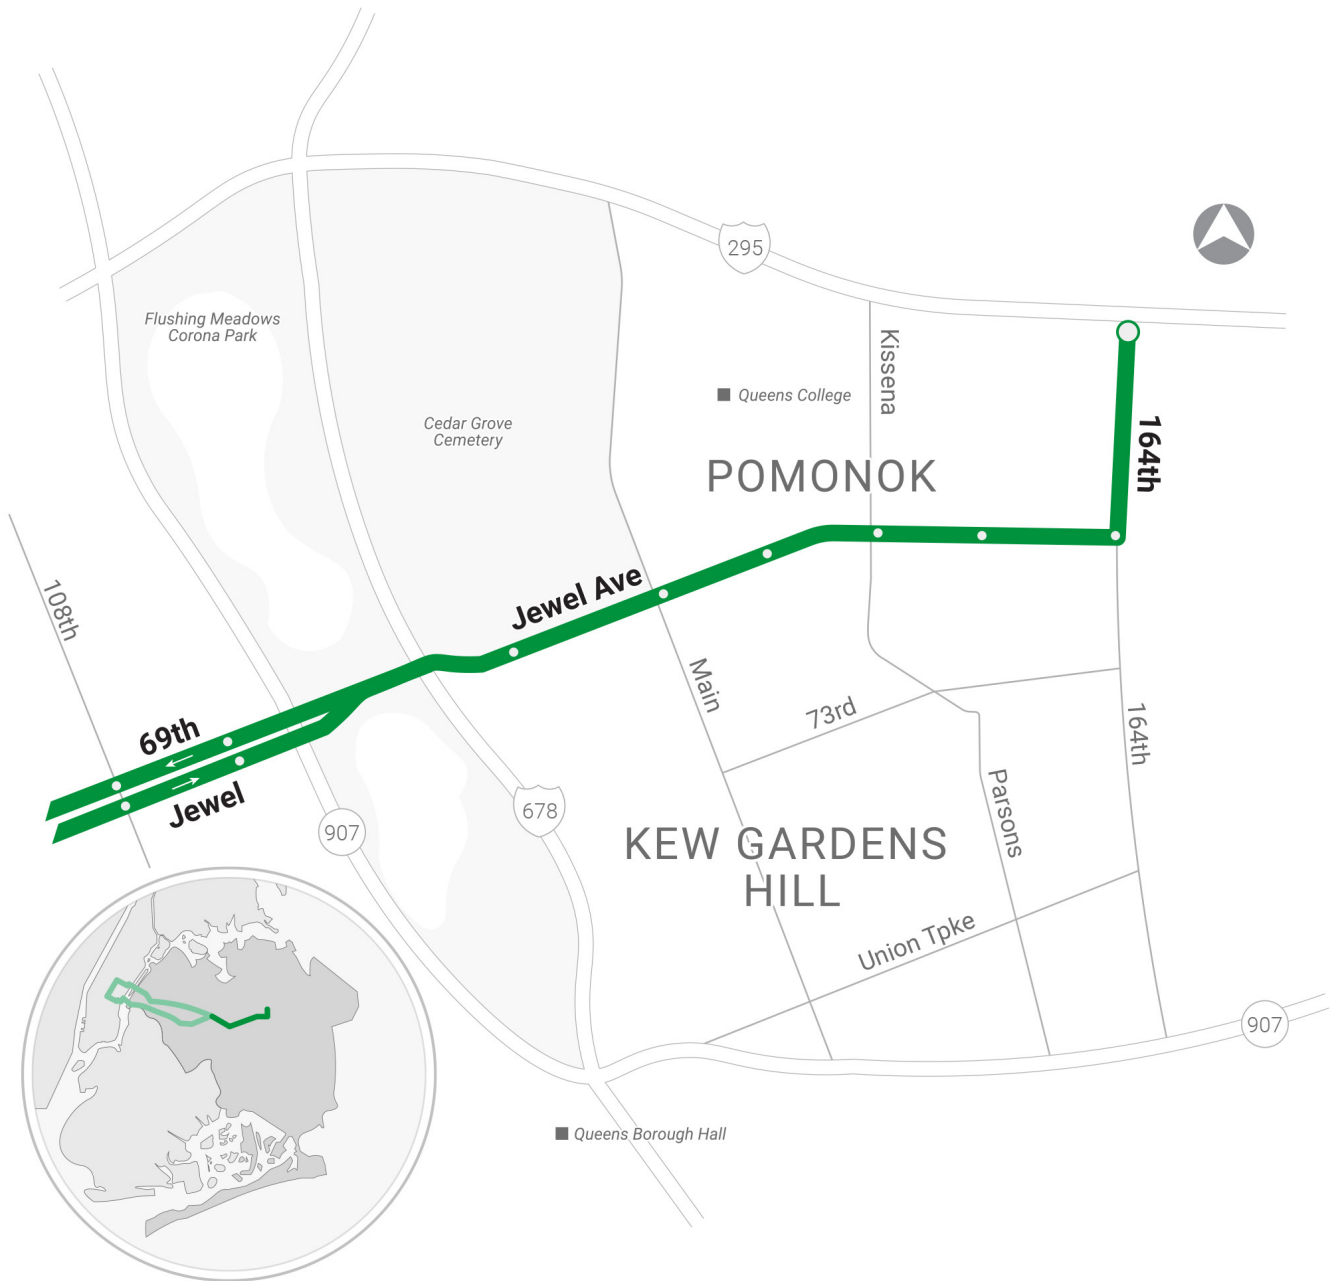 295
Flushing Meadows
Corona Park
Kissena
Queens College
Cedar Grove
Cemetery
164th
POMONOK
Jewel Ave
108th
Main
73rd
164th
69th
Jewel
Parsons
678
907
KEW GARDENS
HILL
Union Tpke
907
Queens Borough Hall